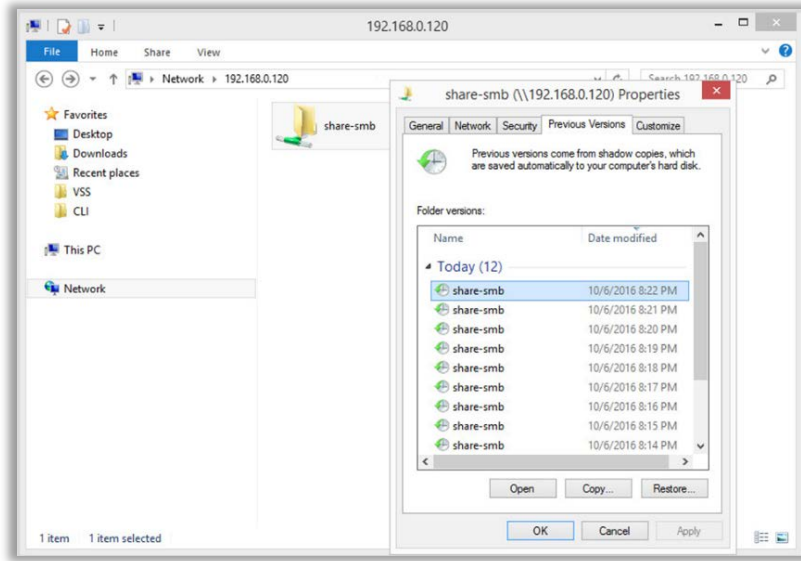 192.168.0.120
File Home Share View
Network 192.168.0.120
Search 192.168.0.120
Favorites
Desktop
Downloads
Recent places
VSS
CLI
This PC
Network
share-smb
1 item 1 item selected
share-smb (\\192.168.0.120) Properties
General Network Security Previous Versions Customize
Previous versions come from shadow copies, which
are saved automatically to your computer's hard disk.
Folder versions:
Name Date modified
Today (12)
share-smb 10/6/2016 8:22 PM
share-smb 10/6/2016 8:21 PM
share-smb 10/6/2016 8:20 PM
share-smb 10/6/2016 8:19 PM
share-smb 10/6/2016 8:18 PM
share-smb 10/6/2016 8:17 PM
share-smb 10/6/2016 8:16 PM
share-smb 10/6/2016 8:15 PM
share-smb 10/6/2016 8:14 PM
Open Copy... Restore...
OK Cancel Apply